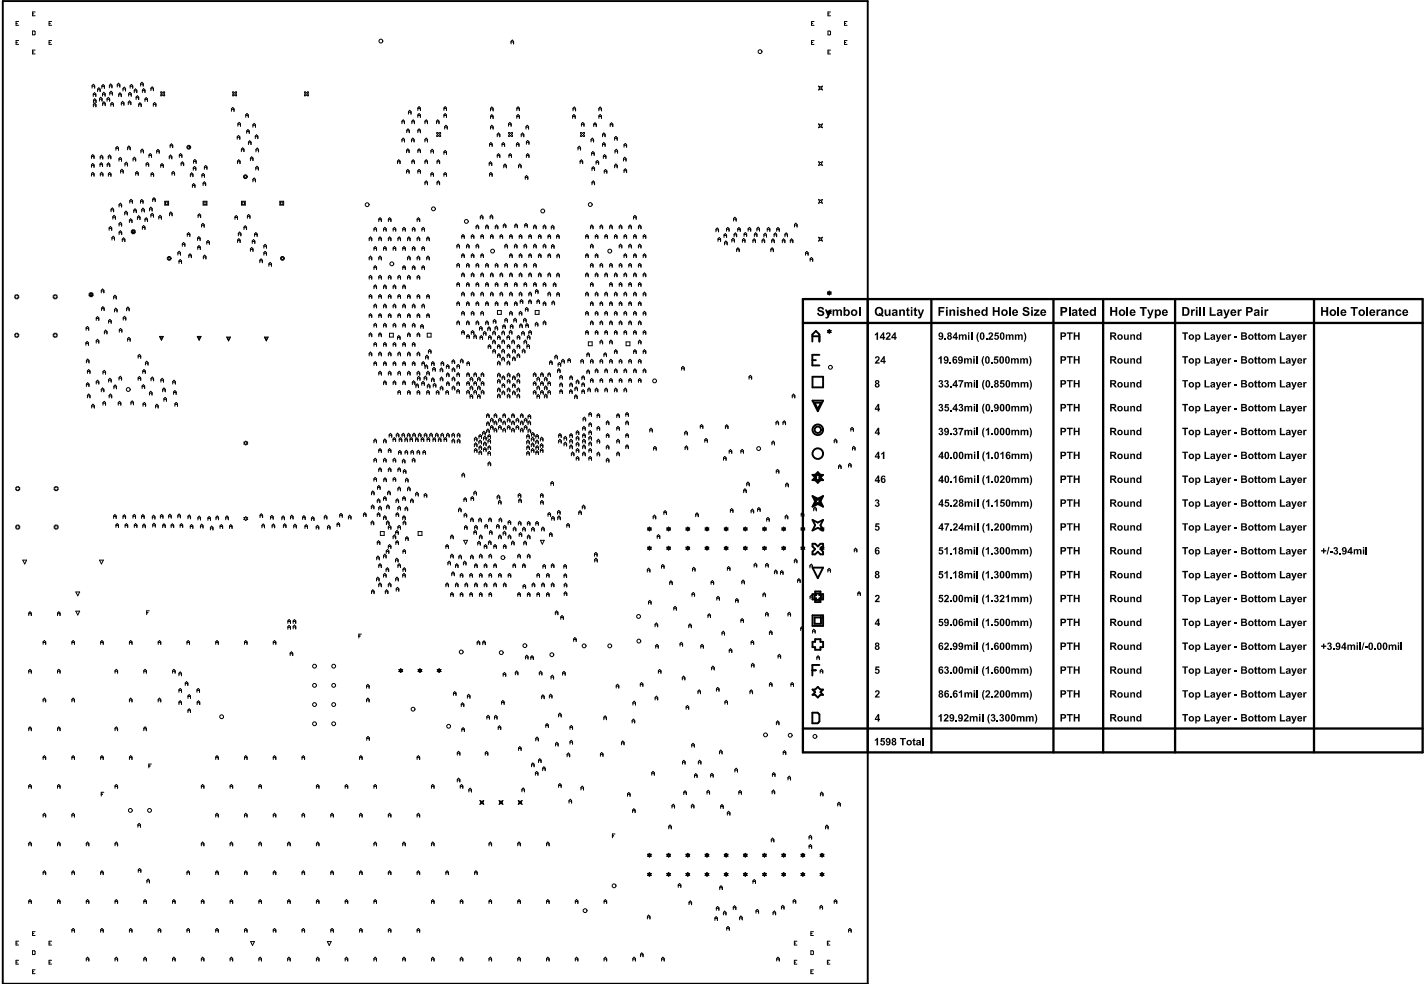 Symbol Quantity Finished Hole Size Plated Hole Type Drill Layer Pair Hole Tolerance
A 1424 9.84mil (0.250mm) PTH Round Top Layer - Bottom Layer
E 24 19.69mil (0.500mm) PTH Round Top Layer - Bottom Layer
8 33.47mil (0.850mm) PTH Round Top Layer - Bottom Layer
4 35.43mil (0.900mm) PTH Round Top Layer - Bottom Layer
4 39.37mil (1.000mm) PTH Round Top Layer - Bottom Layer
41 40.00mil (1.016mm) PTH Round Top Layer - Bottom Layer
46 40.16mil (1.020mm) PTH Round Top Layer - Bottom Layer
3 45.28mil (1.150mm) PTH Round Top Layer - Bottom Layer
5 47.24mil (1.200mm) PTH Round Top Layer - Bottom Layer
6 51.18mil (1.300mm) PTH Round Top Layer - Bottom Layer +/-3.94mil
8 51.18mil (1.300mm) PTH Round Top Layer - Bottom Layer
2 52.00mil (1.321mm) PTH Round Top Layer - Bottom Layer
4 59.06mil (1.500mm) PTH Round Top Layer - Bottom Layer
8 62.99mil (1.600mm) PTH Round Top Layer - Bottom Layer +3.94mil/-0.00mil
F 5 63.00mil (1.600mm) PTH Round Top Layer - Bottom Layer
2 86.61mil (2.200mm) PTH Round Top Layer - Bottom Layer
D 4 129.92mil (3.300mm) PTH Round Top Layer - Bottom Layer
1598 Total